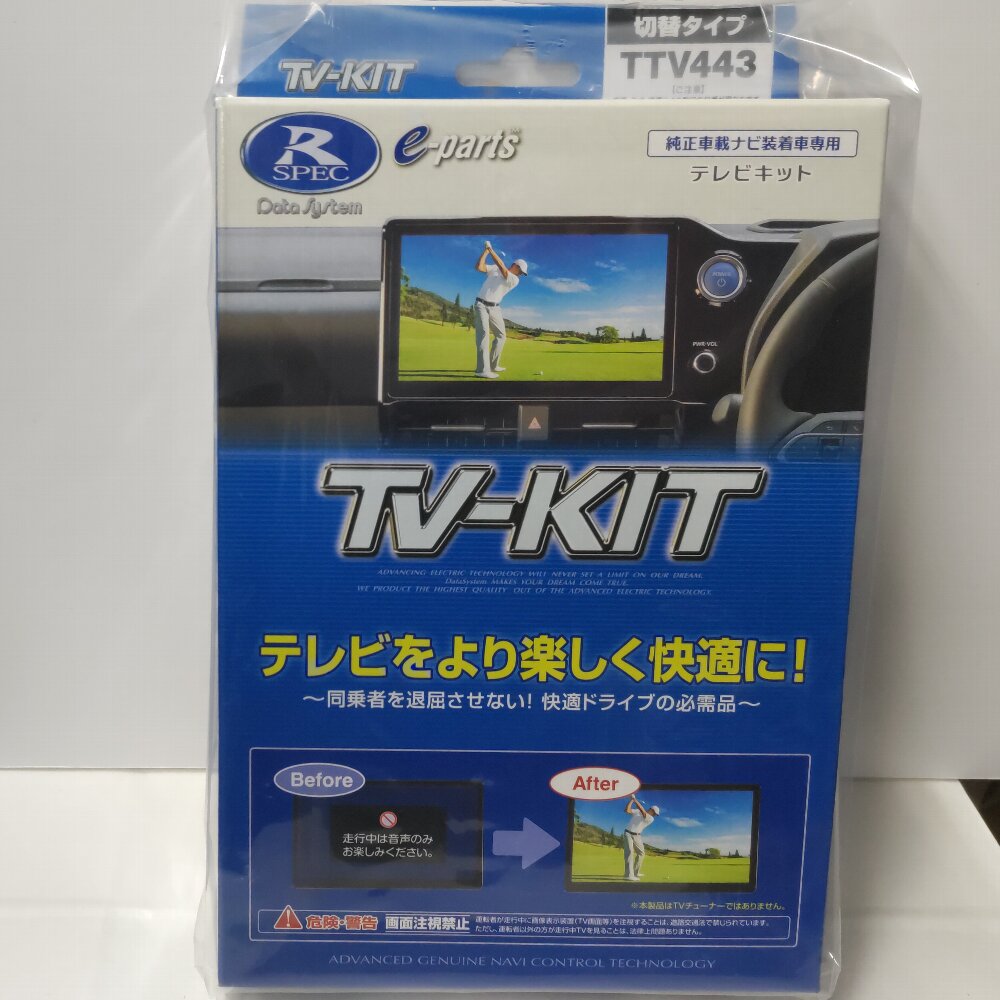 切替タイプ
TV-KIT
TTV443
【ご注意】
R
SPEC
Data System
e-parts
純正車載ナビ装着車専用
テレビキット
POWER
PWR・VOL
TV-KIT
ADVANCING ELECTRIC TECHNOLOGY WILL NEVER SET A LIMIT ON OUR DREAM.
DataSystem MAKES YOUR DREAM COME TRUE.
WE PRODUCE THE HIGHEST QUALITY OUT OF THE ADVANCED ELECTRIC TECHNOLOGY.
テレビをより楽しく快適に!
〜同乗者を退屈させない! 快適ドライブの必需品〜
Before
走行中は音声のみ
お楽しみください。
After
※本製品はTVチューナーではありません。
危険・警告 画面注視禁止
運転者が走行中に画像表示装置(TV画面等)を注視することは、道路交通法で禁じられています。
ただし、運転者以外の方が走行中TVを見ることは、法律上問題ありません。
ADVANCED GENUINE NAVI CONTROL TECHNOLOGY